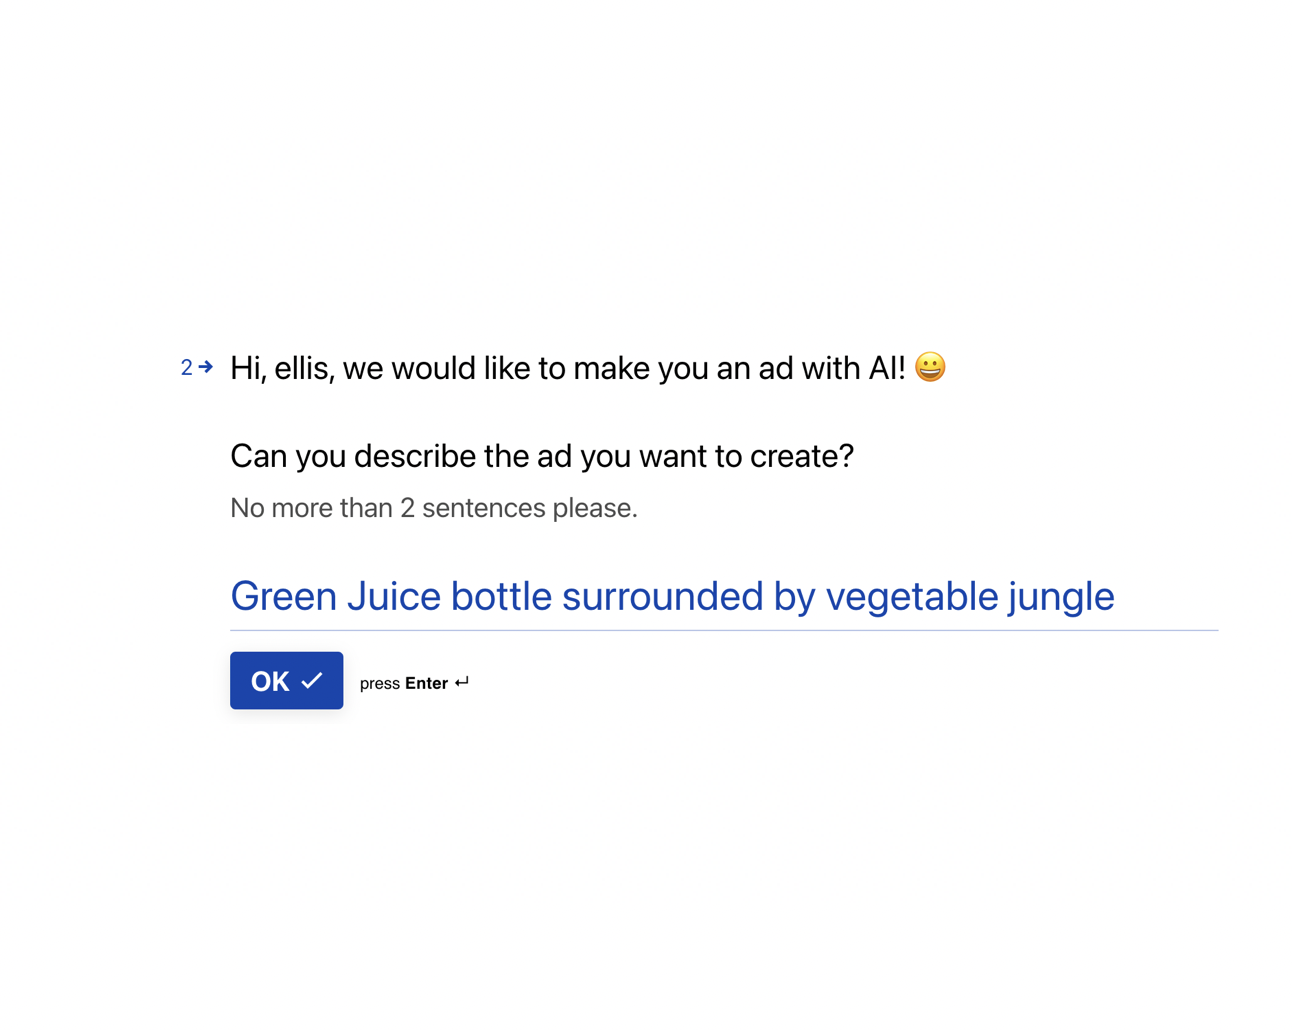 2 → Hi, ellis, we would like to make you an ad with AI! 😀
Can you describe the ad you want to create?
No more than 2 sentences please.
Green Juice bottle surrounded by vegetable jungle
OK ✓ press Enter ↵